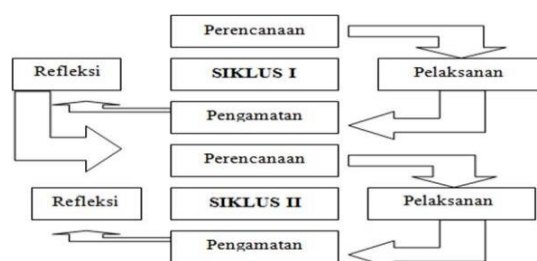 Perencanaan
Refleksi
SIKLUS I
Pelaksanan
Pengamatan
Perencanaan
Refleksi
SIKLUS II
Pelaksanan
Pengamatan